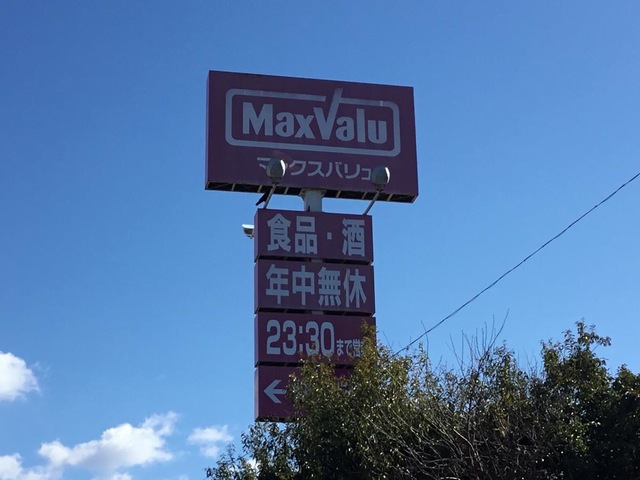 MaxValu
マックスバリュ
食品・酒
年中無休
23:30まで営
←